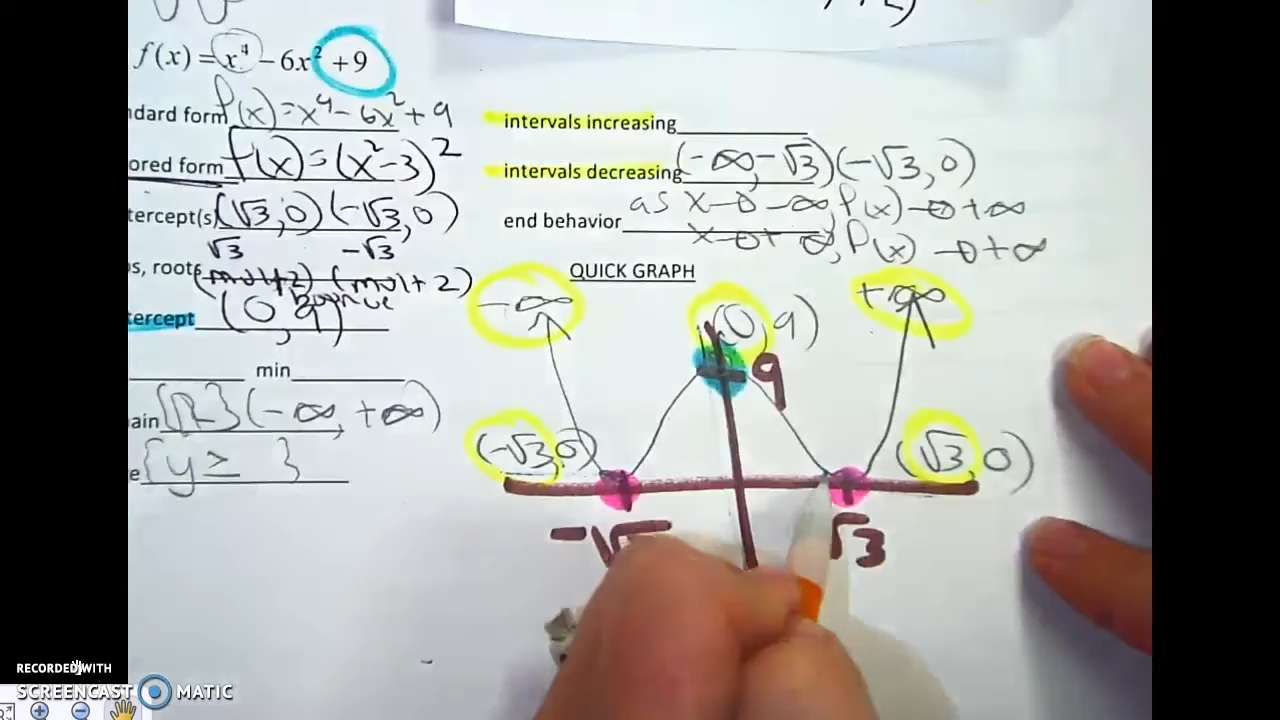 f(x) = x⁴ – 6x² + 9
ndard form f(x) = x⁴ – 6x² + 9
ored form f(x) = (x² – 3)²
tercept(s) (√3, 0) (-√3, 0)
√3 -√3
s, roots (mult 2) (mult 2)
bounce
tercept (0, 9)
min
ain {R} (-∞, +∞)
e {y ≥ }
intervals increasing
intervals decreasing (-∞, -√3) (-√3, 0)
as x→ -∞, f(x) → +∞
end behavior
x→ + ∞, f(x) → +∞
QUICK GRAPH
-∞ (0, 9) +∞
9
(-√3, 0) (√3, 0)
-√ √3
RECORDED WITH
SCREENCAST MATIC